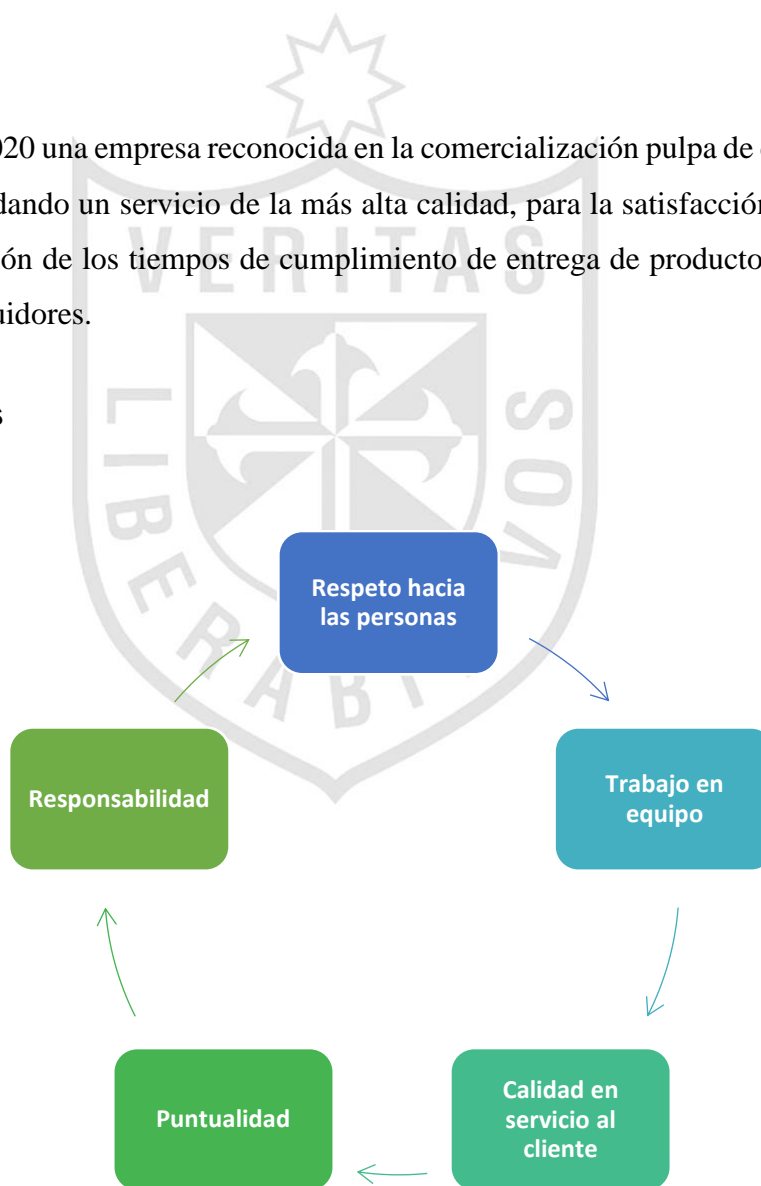 020 una empresa reconocida en la comercialización pulpa de
dando un servicio de la más alta calidad, para la satisfacción
ón de los tiempos de cumplimiento de entrega de producto
uidores.
s
VERITAS
LIBERABIT
VOS
Respeto hacia
las personas
Responsabilidad
Trabajo en
equipo
Puntualidad
Calidad en
servicio al
cliente